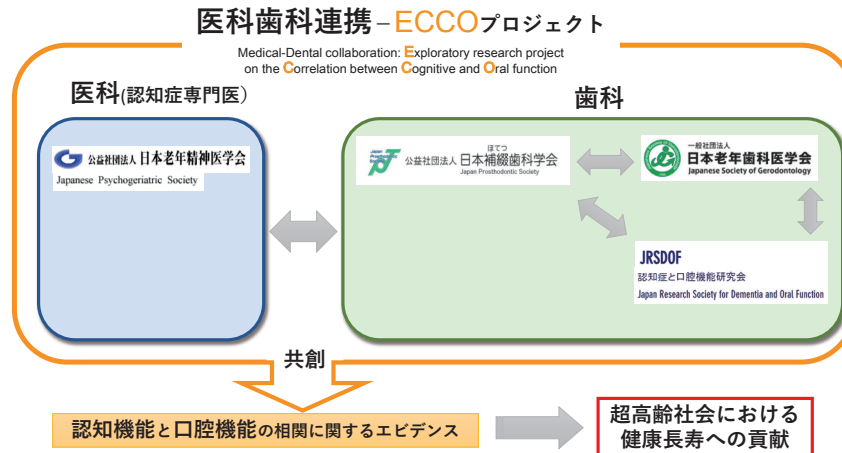 医科歯科連携－ECCOプロジェクト
Medical-Dental collaboration: Exploratory research project
on the Correlation between Cognitive and Oral function
医科(認知症専門医)
歯科
公益社団法人 日本老年精神医学会
Japanese Psychogeriatric Society
Japan
Prosthodontic
Society
公益社団法人 日本補綴歯科学会
ほてつ
Japan Prosthodontic Society
一般社団法人
日本老年歯科医学会
Japanese Society of Gerodontology
JRSDOF
認知症と口腔機能研究会
Japan Research Society for Dementia and Oral Function
共創
認知機能と口腔機能の相関に関するエビデンス
超高齢社会における
健康長寿への貢献